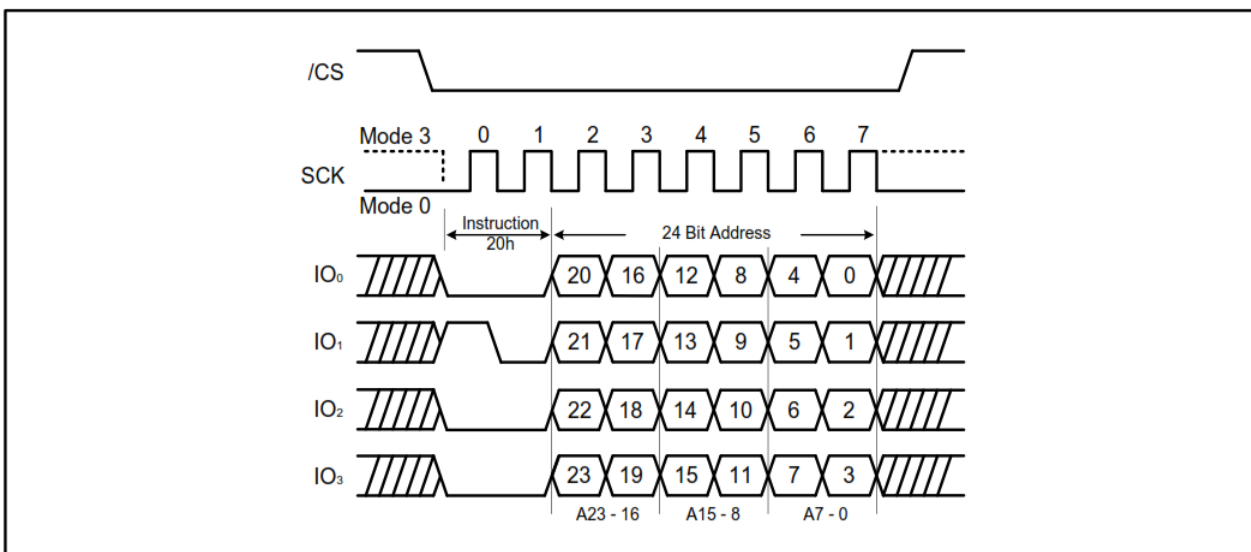 /CS
Mode 3 0 1 2 3 4 5 6 7
SCK
Mode 0
Instruction
20h
24 Bit Address
IO₀ 20 16 12 8 4 0
IO₁ 21 17 13 9 5 1
IO₂ 22 18 14 10 6 2
IO₃ 23 19 15 11 7 3
A23 - 16 A15 - 8 A7 - 0